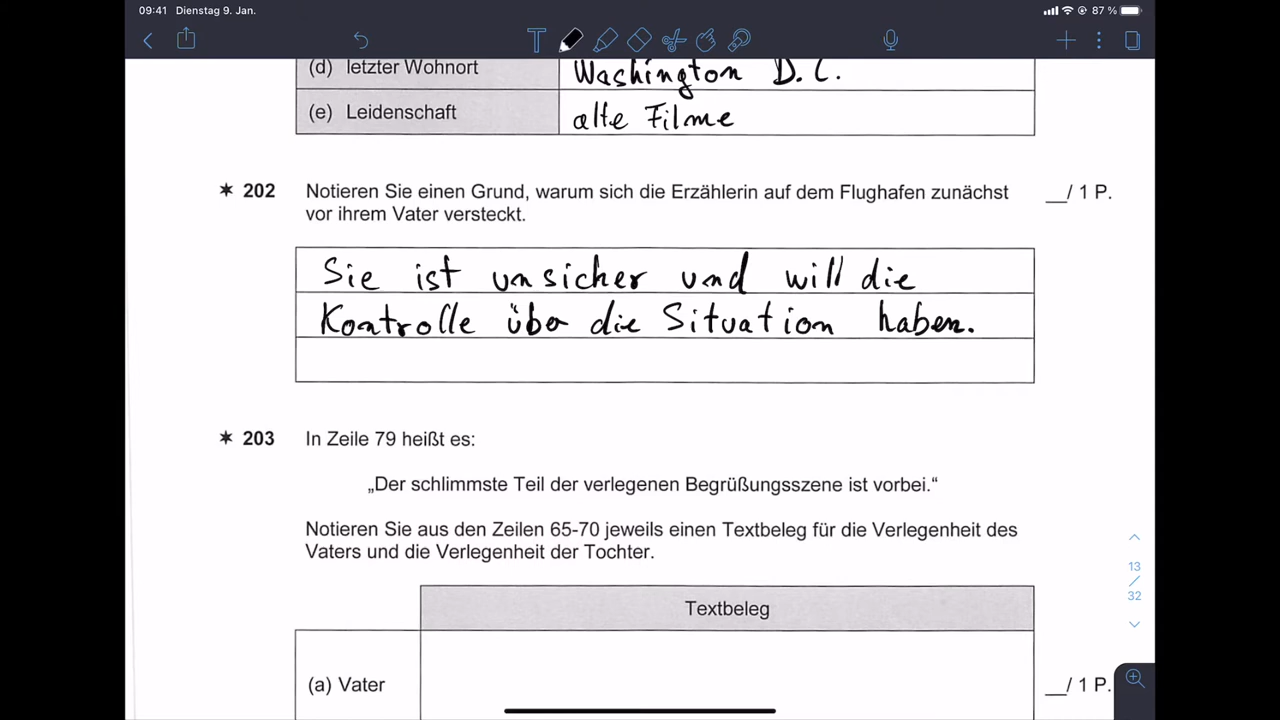 09:41 Dienstag 9. Jan. 87 %
(d) letzter Wohnort Washington D.C.
(e) Leidenschaft alte Filme
✶ 202 Notieren Sie einen Grund, warum sich die Erzählerin auf dem Flughafen zunächst __/ 1 P.
vor ihrem Vater versteckt.
Sie ist unsicher und will die
Kontrolle über die Situation haben.
✶ 203 In Zeile 79 heißt es:
„Der schlimmste Teil der verlegenen Begrüßungsszene ist vorbei.“
Notieren Sie aus den Zeilen 65-70 jeweils einen Textbeleg für die Verlegenheit des
Vaters und die Verlegenheit der Tochter.
13
/
32
Textbeleg
(a) Vater __/ 1 P.